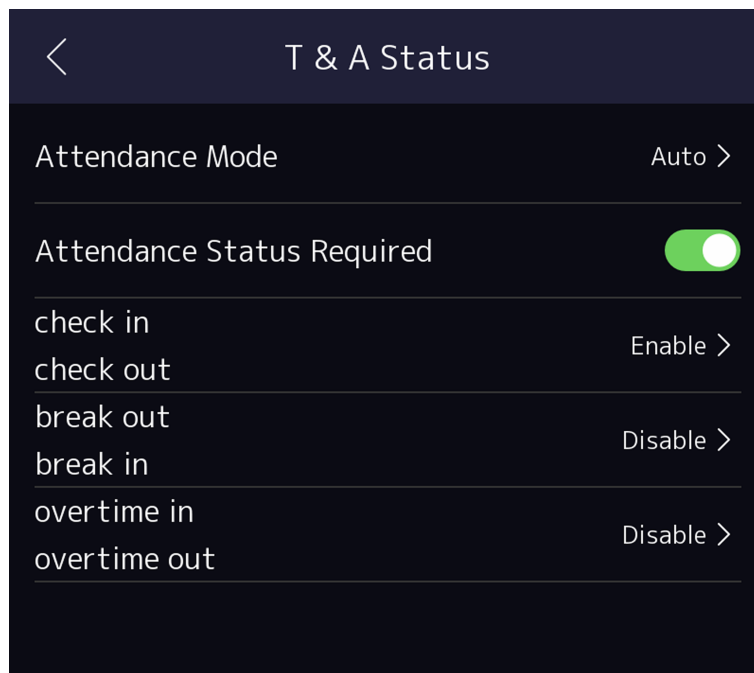 T & A Status
Attendance Mode
Auto
Attendance Status Required
check in
check out
Enable
break out
break in
Disable
overtime in
overtime out
Disable